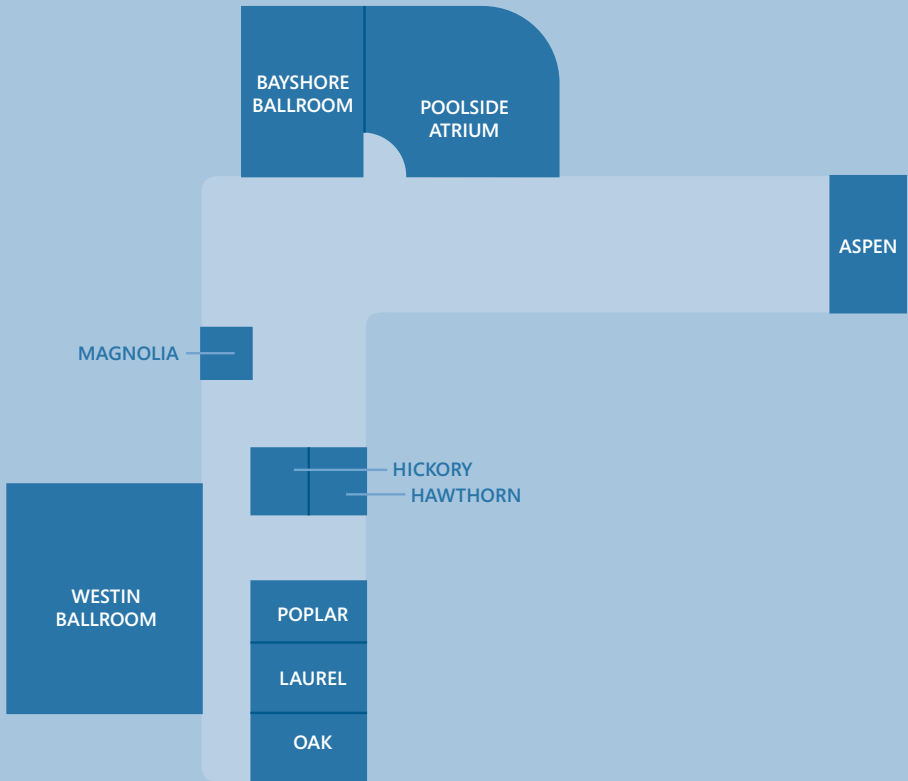 BAYSHORE
BALLROOM
POOLSIDE
ATRIUM
ASPEN
MAGNOLIA
HICKORY
HAWTHORN
WESTIN
BALLROOM
POPLAR
LAUREL
OAK